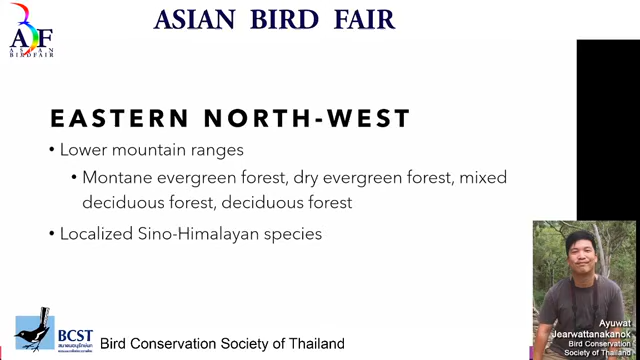 ASIAN BIRD FAIR
ABF
ASIAN
BIRDFAIR
EASTERN NORTH-WEST
• Lower mountain ranges
• Montane evergreen forest, dry evergreen forest, mixed
deciduous forest, deciduous forest
• Localized Sino-Himalayan species
Ayuwat
Jearwattanakanok
Bird Conservation
Society of Thailand
BCST
Bird Conservation Society of Thailand